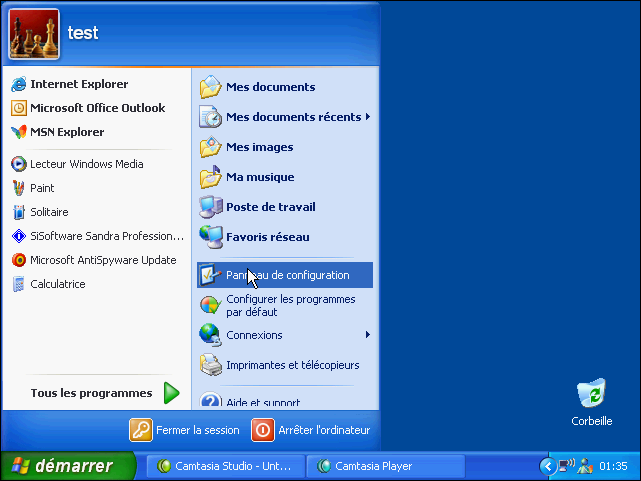 test
Internet Explorer
Microsoft Office Outlook
MSN Explorer
Lecteur Windows Media
Paint
Solitaire
SiSoftware Sandra Profession...
Microsoft AntiSpyware Update
Calculatrice
Tous les programmes
Mes documents
Mes documents récents
Mes images
Ma musique
Poste de travail
Favoris réseau
Panneau de configuration
Configurer les programmes
par défaut
Connexions
Imprimantes et télécopieurs
Aide et support
Fermer la session
Arrêter l'ordinateur
Corbeille
démarrer
Camtasia Studio - Unt...
Camtasia Player
01:35